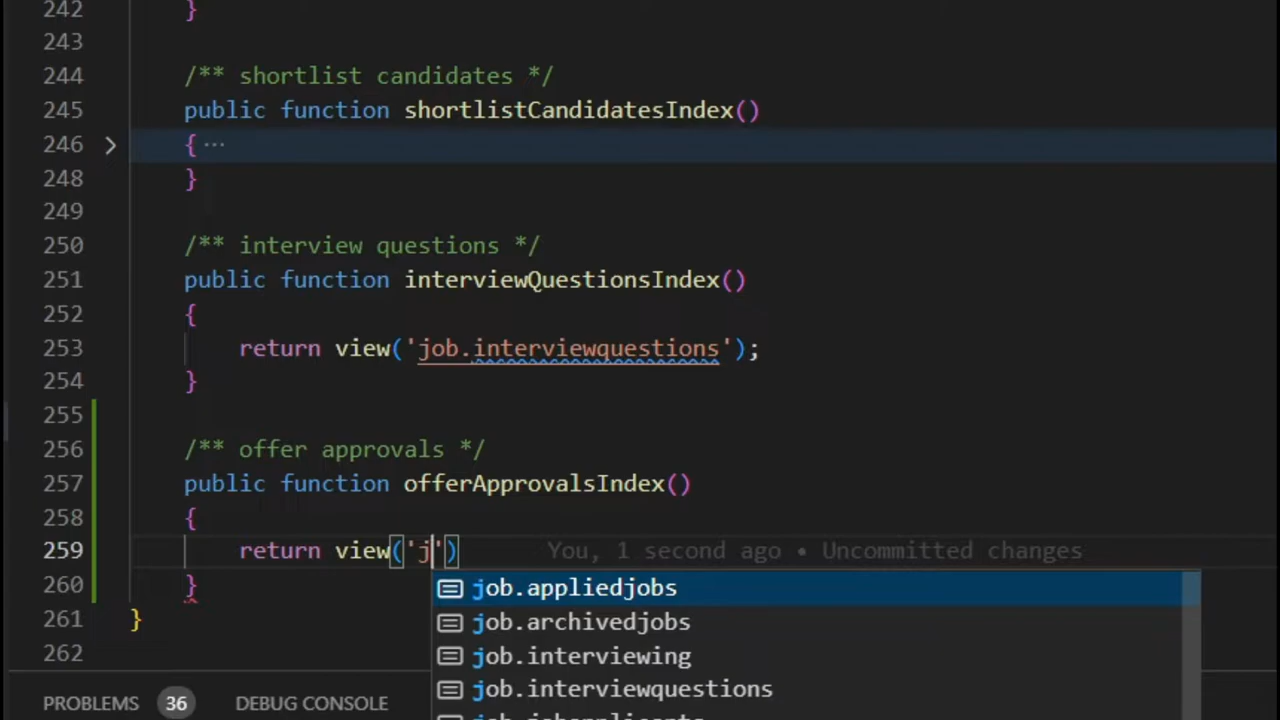 242 }
243
244 /** shortlist candidates */
245 public function shortlistCandidatesIndex()
246 { ...
248 }
249
250 /** interview questions */
251 public function interviewQuestionsIndex()
252 {
253 return view('job.interviewquestions');
254 }
255
256 /** offer approvals */
257 public function offerApprovalsIndex()
258 {
259 return view('j') You, 1 second ago • Uncommitted changes
260 }
job.appliedjobs
261 }
job.archivedjobs
262
job.interviewing
job.interviewquestions
PROBLEMS 36 DEBUG CONSOLE